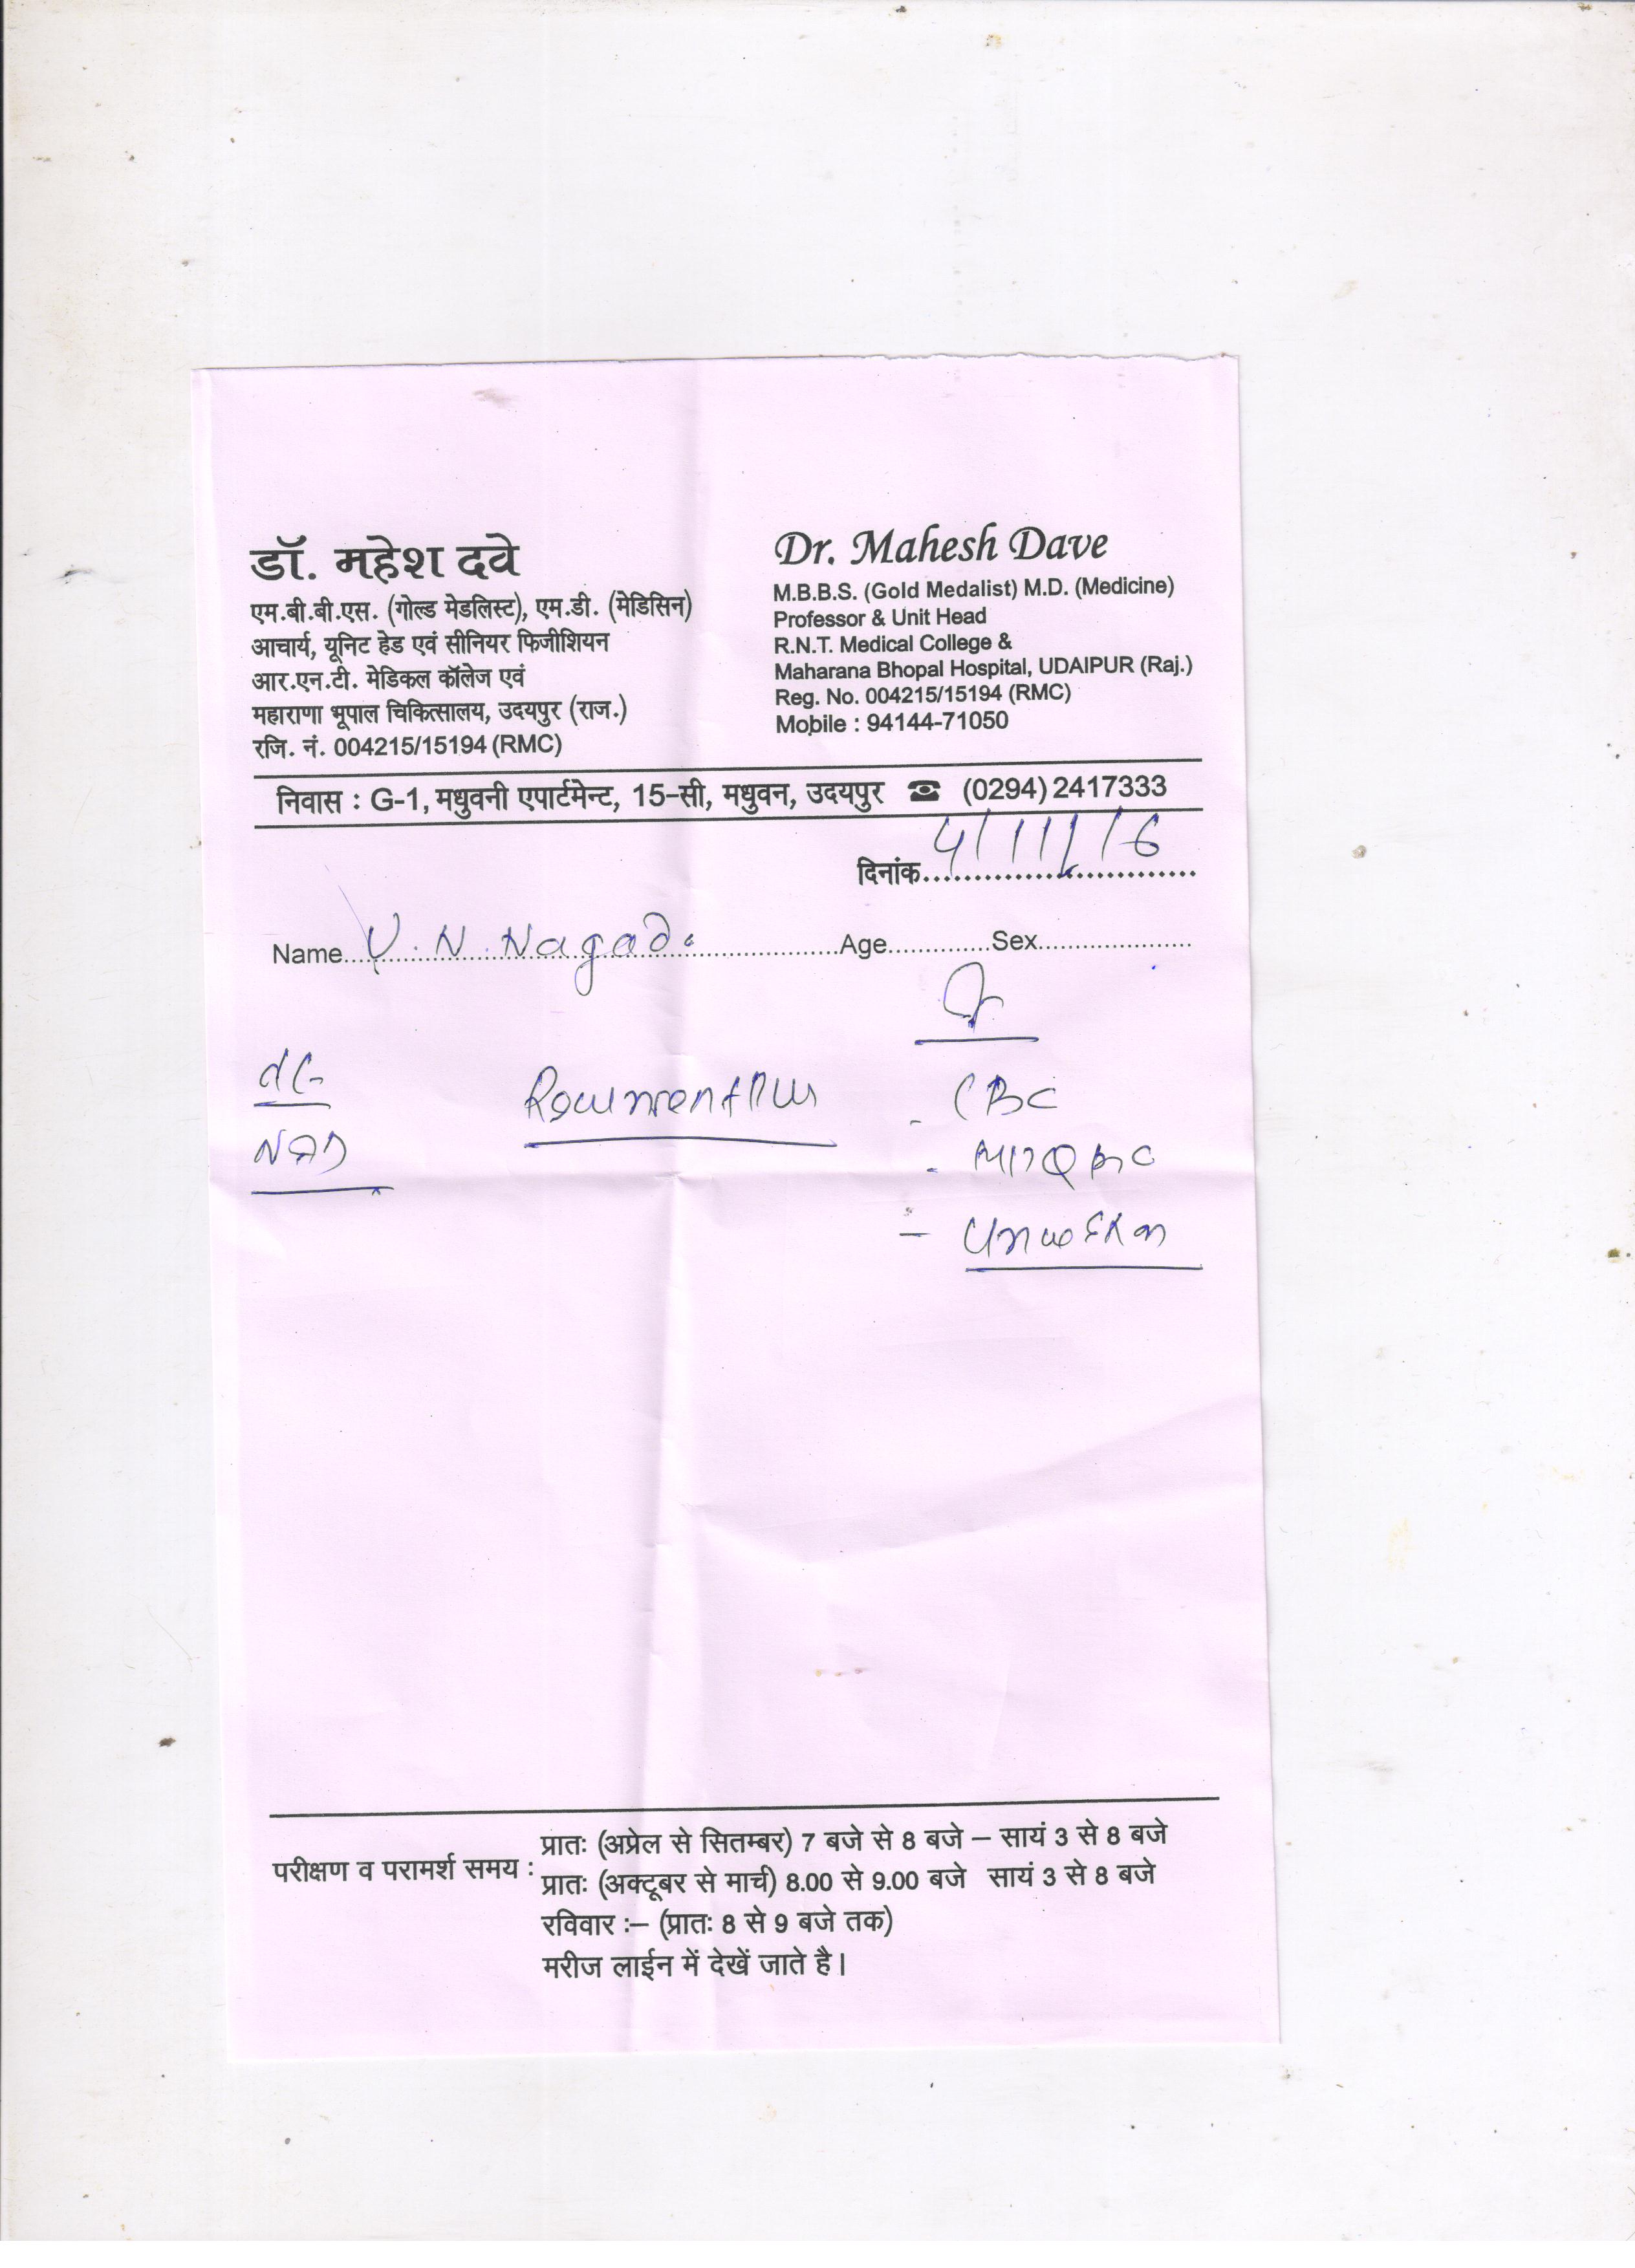 डॉ. महेश दवे
एम.बी.बी.एस. (गोल्ड मेडलिस्ट), एम.डी. (मेडिसिन)
आचार्य, यूनिट हेड एवं सीनियर फिजीशियन
आर.एन.टी. मेडिकल कॉलेज एवं
महाराणा भूपाल चिकित्सालय, उदयपुर (राज.)
रजि. नं. 004215/15194 (RMC)
Dr. Mahesh Dave
M.B.B.S. (Gold Medalist) M.D. (Medicine)
Professor & Unit Head
R.N.T. Medical College &
Maharana Bhopal Hospital, UDAIPUR (Raj.)
Reg. No. 004215/15194 (RMC)
Mobile : 94144-71050
निवास : G-1, मधुवनी एपार्टमेन्ट, 15-सी, मधुवन, उदयपुर ☎ (0294) 2417333
दिनांक 4/11/16
Name N. Nagada Age Sex
NAD
CBC
परीक्षण व परामर्श समय :
प्रातः (अप्रेल से सितम्बर) 7 बजे से 8 बजे – सायं 3 से 8 बजे
प्रातः (अक्टूबर से मार्च) 8.00 से 9.00 बजे सायं 3 से 8 बजे
रविवार :– (प्रातः 8 से 9 बजे तक)
मरीज लाईन में देखें जाते है।